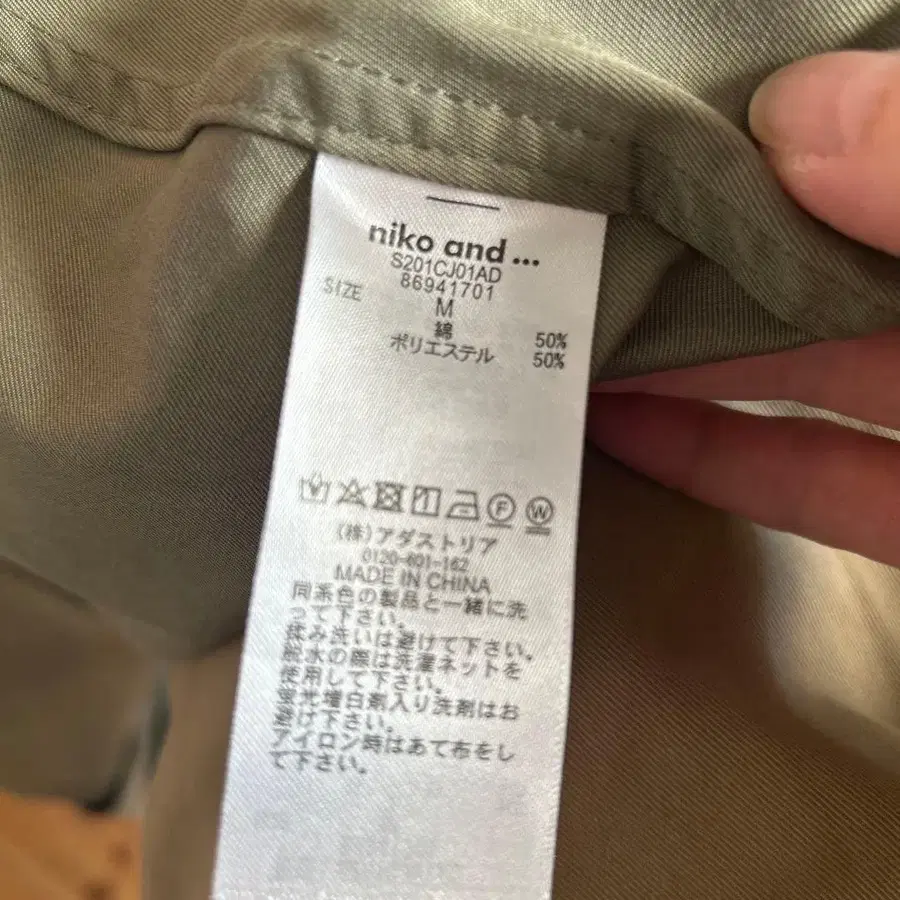 niko and ...
S201CJ01AD
86941701
SIZE M
綿 50%
ポリエステル 50%
F W
(株)アダストリア
0120-601-162
MADE IN CHINA
同系色の製品と一緒に洗
って下さい。
揉み洗いは避けて下さい。
脱水の際は洗濯ネットを
使用して下さい。
蛍光増白剤入り洗剤はお
避け下さい。
アイロン時はあて布をし
て下さい。